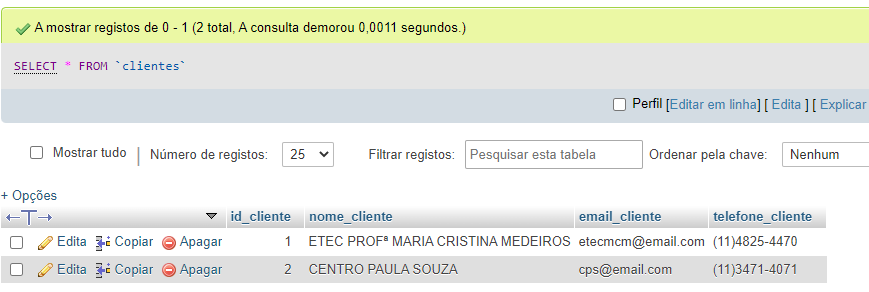 A mostrar registos de 0 - 1 (2 total, A consulta demorou 0,0011 segundos.)
SELECT * FROM `clientes`
Perfil [Editar em linha] [ Edita ] [ Explicar
Mostrar tudo | Número de registos: 25 Filtrar registos: Pesquisar esta tabela Ordenar pela chave: Nenhum
+ Opções
←T→ id_cliente nome_cliente email_cliente telefone_cliente
Edita Copiar Apagar 1 ETEC PROFª MARIA CRISTINA MEDEIROS etecmcm@email.com (11)4825-4470
Edita Copiar Apagar 2 CENTRO PAULA SOUZA cps@email.com (11)3471-4071